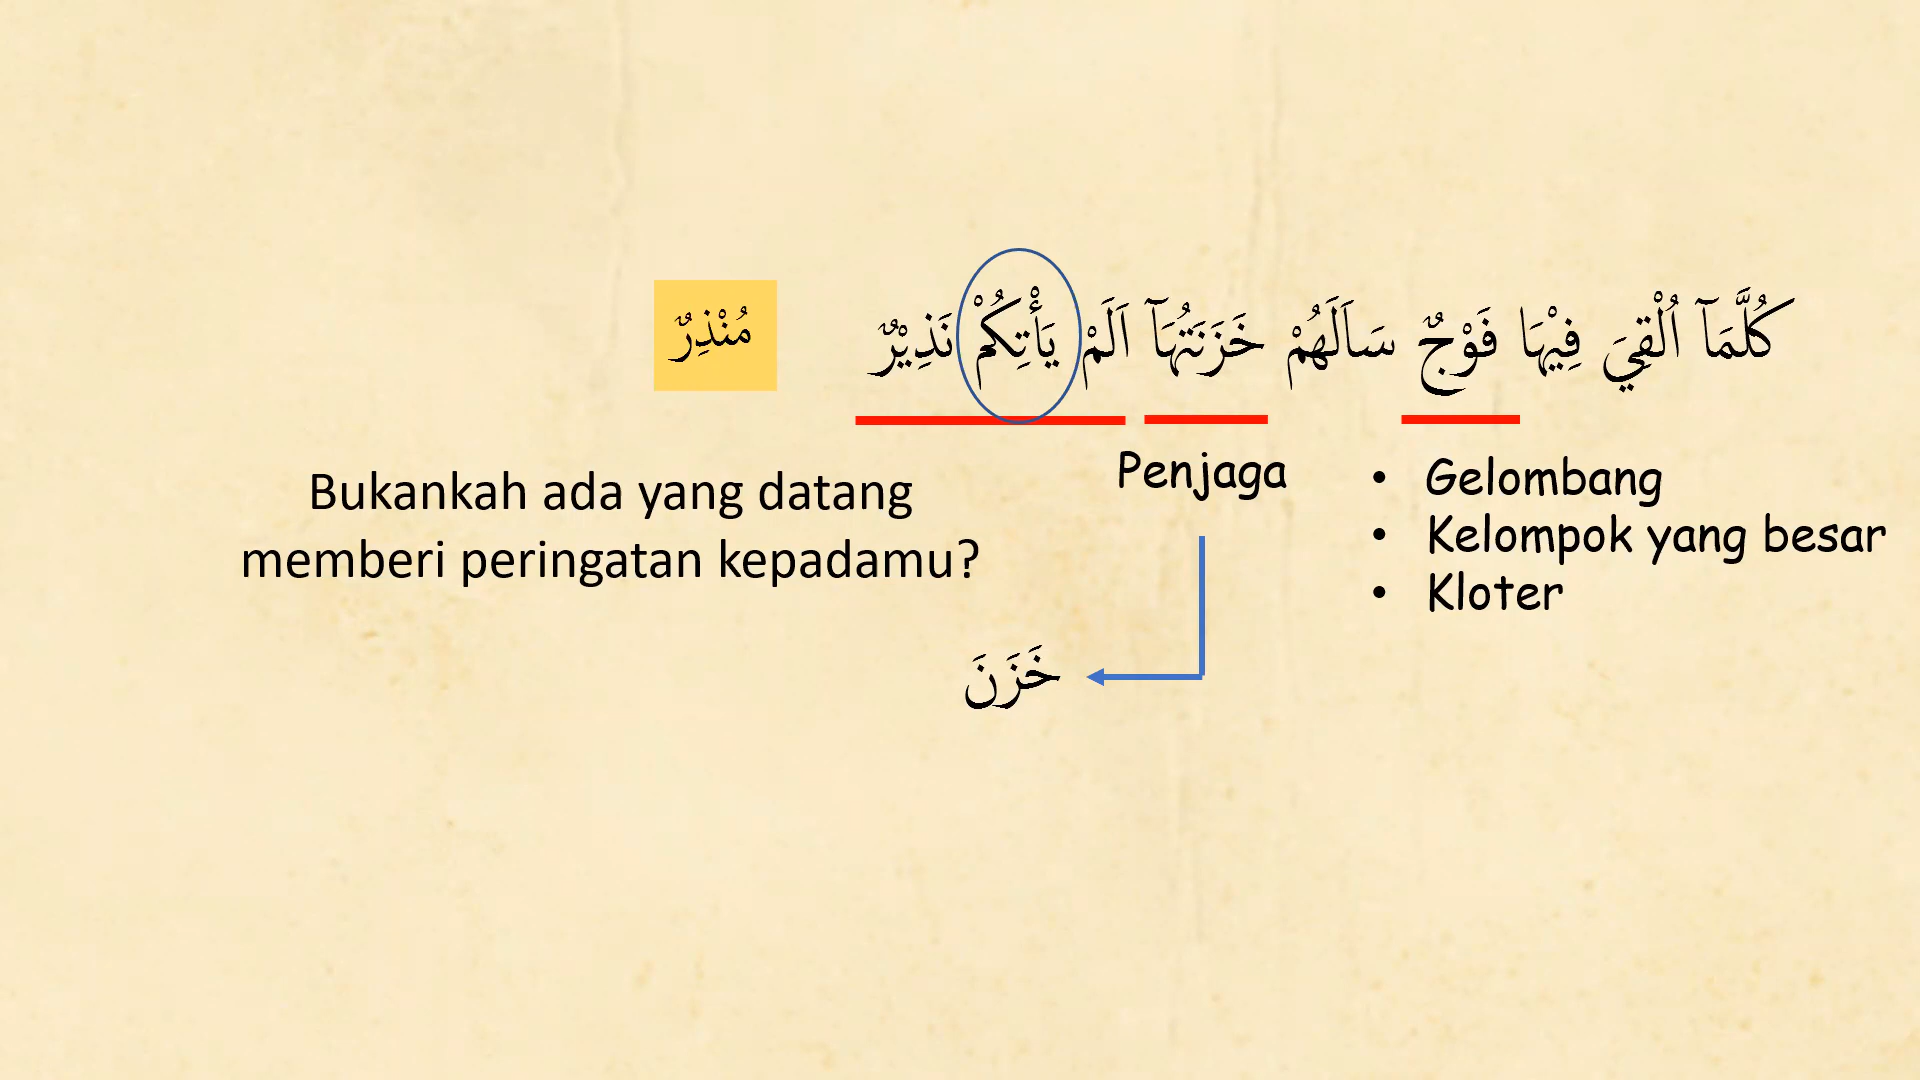 كُلَّمَآ اُلْقِيَ فِيْهَا فَوْجٌ سَاَلَهُمْ خَزَنَتُهَآ اَلَمْ يَأْتِكُمْ نَذِيْرٌ
مُنْذِرٌ
• Gelombang
• Kelompok yang besar
• Kloter
Penjaga
خَزَنَ
Bukankah ada yang datang
memberi peringatan kepadamu?